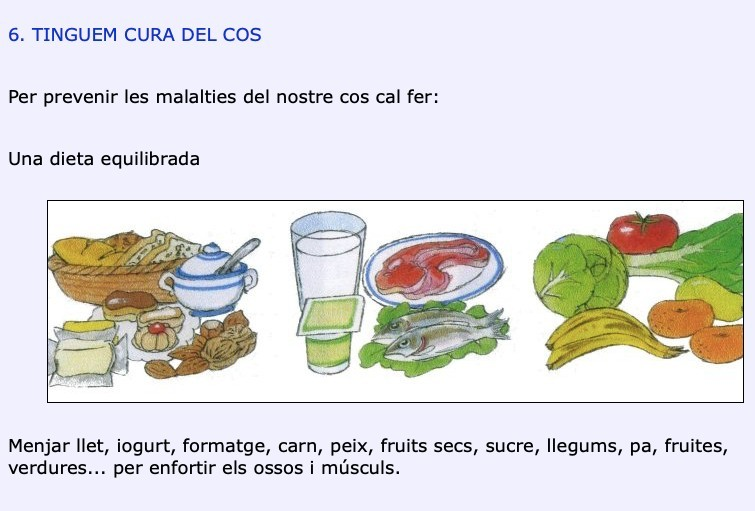 6. TINGUEM CURA DEL COS
Per prevenir les malalties del nostre cos cal fer:
Una dieta equilibrada
Menjar llet, iogurt, formatge, carn, peix, fruits secs, sucre, llegums, pa, fruites,
verdures... per enfortir els ossos i músculs.